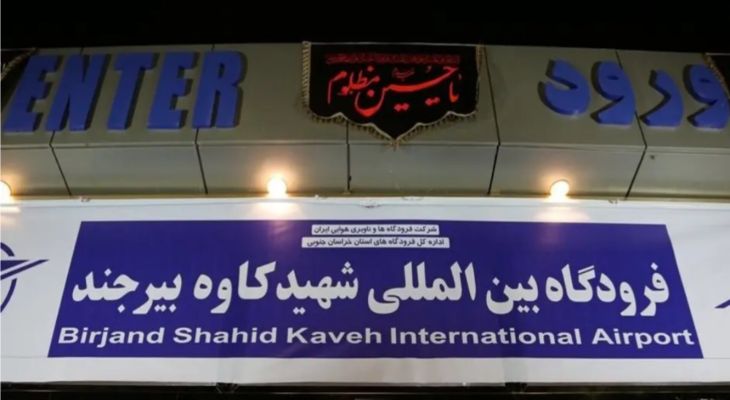 ENTER
یا حسین مظلوم
ورود
شرکت فرودگاه ها و ناوبری هوایی ایران
اداره کل فرودگاه های استان خراسان جنوبی
فرودگاه بین المللی شهید کاوه بیرجند
Birjand Shahid Kaveh International Airport